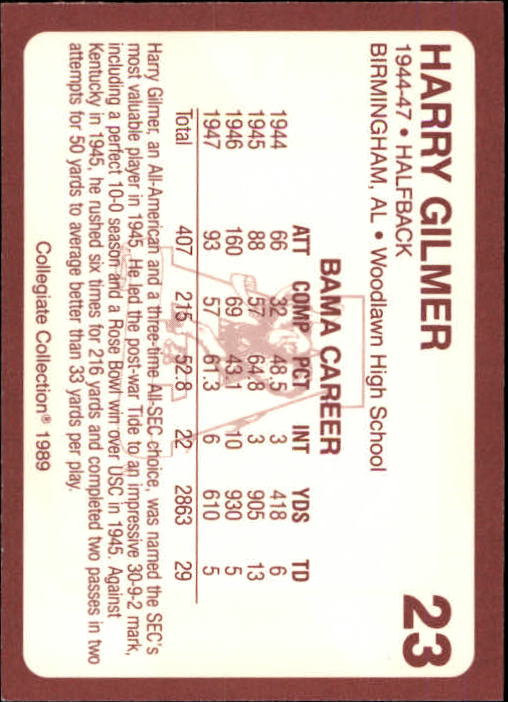 HARRY GILMER 23
1944-47 • HALFBACK
BIRMINGHAM, AL • Woodlawn High School
BAMA CAREER
ATT COMP PCT INT YDS TD
1944 66 32 48.5 3 418 6
1945 88 57 64.8 3 905 13
1946 160 69 43.1 10 930 5
1947 93 57 61.3 6 610 5
Total 407 215 52.8 22 2863 29
Harry Gilmer, an All-American and a three-time All-SEC choice, was named the SEC's
most valuable player in 1945. He led the post-war Tide to an impressive 30-9-2 mark,
including a perfect 10-0 season and a Rose Bowl win over USC in 1945. Against
Kentucky in 1945, he rushed six times for 216 yards and completed two passes in two
attempts for 50 yards to average better than 33 yards per play.
Collegiate Collection® 1989